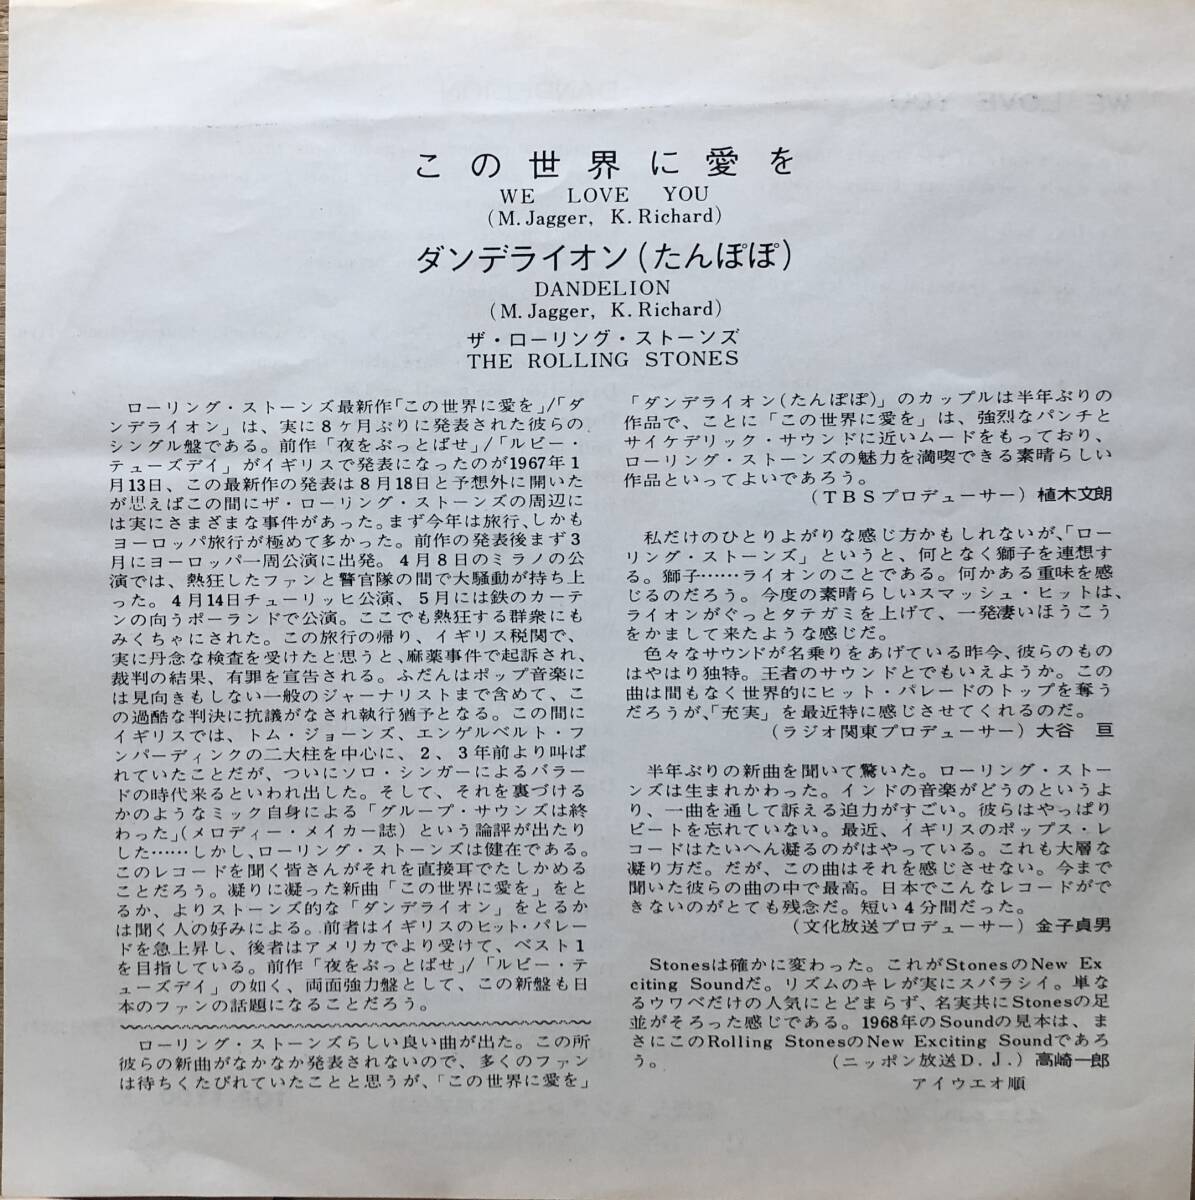 この世界に愛を
WE LOVE YOU
(M. Jagger, K. Richard)
ダンデライオン(たんぽぽ)
DANDELION
(M. Jagger, K. Richard)
ザ・ローリング・ストーンズ
THE ROLLING STONES
ローリング・ストーンズ最新作「この世界に愛を」/「ダ
ンデライオン」は、実に8ヶ月ぶりに発表された彼らの
シングル盤である。前作「夜をぶっとばせ」/「ルビー・
テューズデイ」がイギリスで発表になったのが1967年1
月13日、この最新作の発表は8月18日と予想外に開いた
が思えばこの間にザ・ローリング・ストーンズの周辺に
は実にさまざまな事件があった。まず今年は旅行、しかも
ヨーロッパ旅行が極めて多かった。前作の発表後まず3
月にヨーロッパ一周公演に出発。4月8日のミラノの公
演では、熱狂したファンと警官隊の間で大騒動が持ち上
った。4月14日チューリッヒ公演、5月には鉄のカーテ
ンの向うポーランドで公演。ここでも熱狂する群衆にも
みくちゃにされた。この旅行の帰り、イギリス税関で、
実に丹念な検査を受けたと思うと、麻薬事件で起訴され、
裁判の結果、有罪を宣告される。ふだんはポップ音楽に
は見向きもしない一般のジャーナリストまで含めて、こ
の過酷な判決に抗議がなされ執行猶予となる。この間に
イギリスでは、トム・ジョーンズ、エンゲルベルト・フ
ンパーディンクの二大柱を中心に、2、3年前より叫ば
れていたことだが、ついにソロ・シンガーによるバラー
ドの時代来るといわれ出した。そして、それを裏づける
かのようなミック自身による「グループ・サウンズは終
わった」(メロディー・メイカー誌)という論評が出たり
した……しかし、ローリング・ストーンズは健在である。
このレコードを聞く皆さんがそれを直接耳でたしかめる
ことだろう。凝りに凝った新曲「この世界に愛を」をと
るか、よりストーンズ的な「ダンデライオン」をとるか
は聞く人の好みによる。前者はイギリスのヒット・パレー
ドを急上昇し、後者はアメリカでより受けて、ベスト1
を目指している。前作「夜をぶっとばせ」/「ルビー・テ
ューズデイ」の如く、両面強力盤として、この新盤も日
本のファンの話題になることだろう。
ローリング・ストーンズらしい良い曲が出た。この所
彼らの新曲がなかなか発表されないので、多くのファン
は待ちくたびれていたことと思うが、「この世界に愛を」
「ダンデライオン(たんぽぽ)」のカップルは半年ぶりの
作品で、ことに「この世界に愛を」は、強烈なパンチと
サイケデリック・サウンドに近いムードをもっており、
ローリング・ストーンズの魅力を満喫できる素晴らしい
作品といってよいであろう。
(TBSプロデューサー) 植木文朗
私だけのひとりよがりな感じ方かもしれないが、「ロー
リング・ストーンズ」というと、何となく獅子を連想す
る。獅子……ライオンのことである。何かある重味を感
じるのだろう。今度の素晴らしいスマッシュ・ヒットは、
ライオンがぐっとタテガミを上げて、一発凄いほうこう
をかまして来たような感じだ。
色々なサウンドが名乗りをあげている昨今、彼らのもの
はやはり独特。王者のサウンドとでもいえようか。この
曲は間もなく世界的にヒット・パレードのトップを奪う
だろうが、「充実」を最近特に感じさせてくれるのだ。
(ラジオ関東プロデューサー) 大谷 亘
半年ぶりの新曲を聞いて驚いた。ローリング・ストー
ンズは生まれかわった。インドの音楽がどうのというよ
り、一曲を通して訴える迫力がすごい。彼らはやっぱり
ビートを忘れていない。最近、イギリスのポップス・レ
コードはたいへん凝るのがはやっている。これも大層な
凝り方だ。だが、この曲はそれを感じさせない。今まで
聞いた彼らの曲の中で最高。日本でこんなレコードがで
きないのがとても残念だ。短い4分間だった。
(文化放送プロデューサー) 金子貞男
Stonesは確かに変わった。これがStonesのNew Ex
citing Soundだ。リズムのキレが実にスバラシイ。単な
るウワベだけの人気にとどまらず、名実共にStonesの足
並がそろった感じである。1968年のSoundの見本は、ま
さにこのRolling StonesのNew Exciting Soundであろ
う。
(ニッポン放送D.J.) 高崎一郎
アイウエオ順